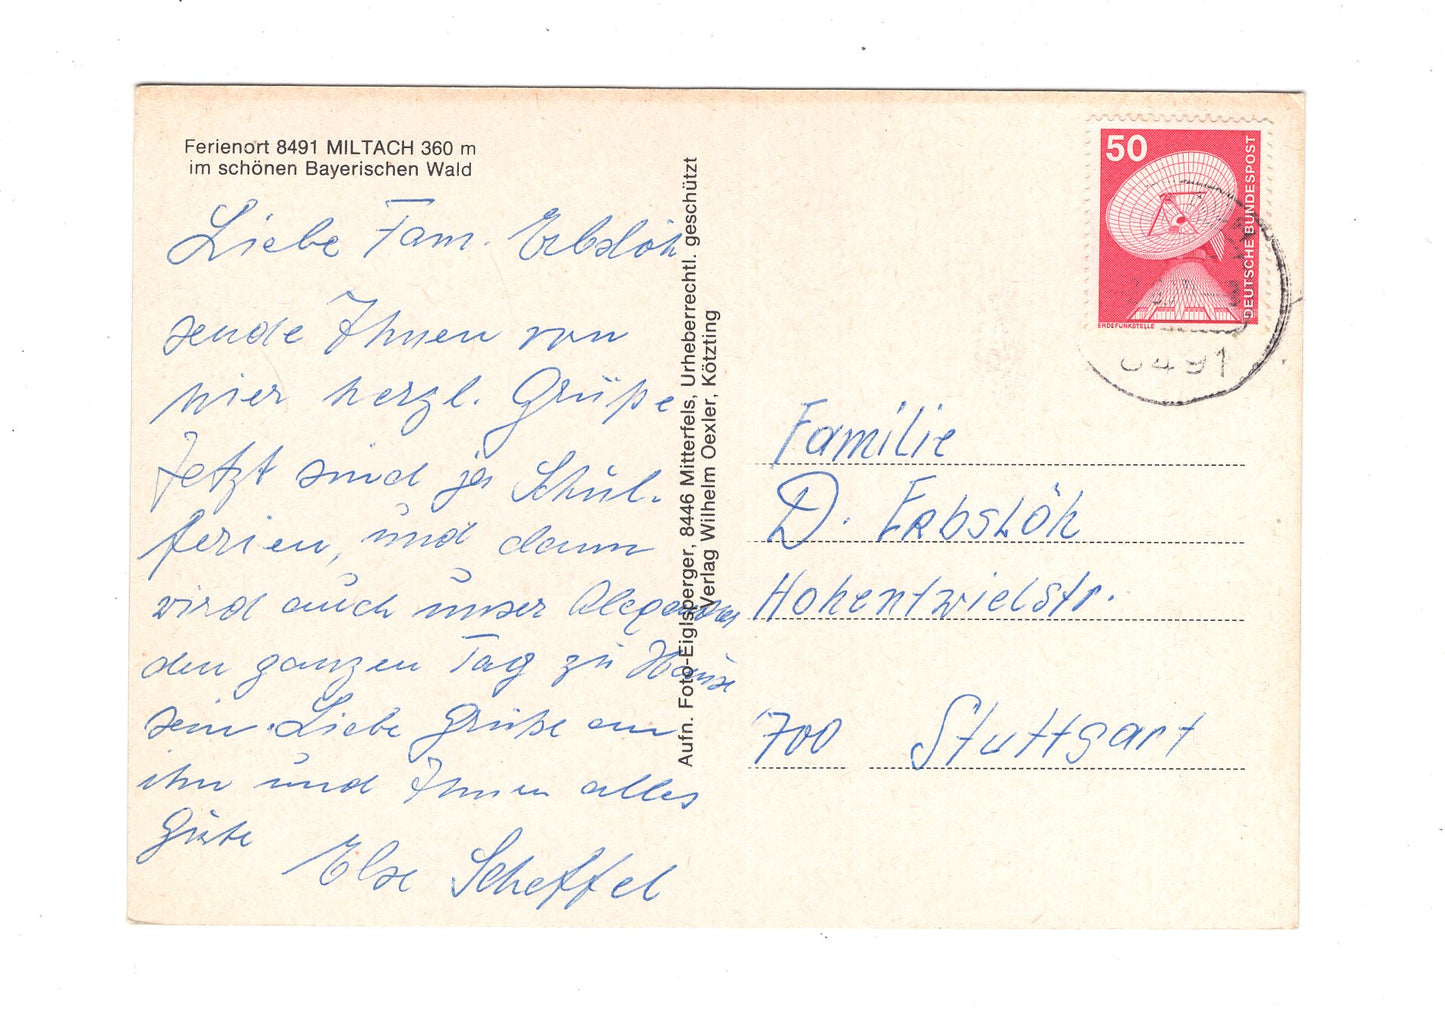 Ferienort 8491 MILTACH 360 m
im schönen Bayerischen Wald
Liebe Fam. Erbslöh
sende Ihnen von
hier herzl. Grüße
Jetzt sind ja Schul-
ferien, und dann
wird auch unser Alexander
den ganzen Tag zu Hause
sein. Liebe Grüße an
ihn und Ihnen alles
Gute
Else Scheffel
Aufn. Foto-Eiglsperger, 8446 Mitterfels, Urheberrechtl. geschützt
Verlag Wilhelm Oexler, Kötzting
50
DEUTSCHE BUNDESPOST
ERDEFUNKSTELLE
8491
Familie
D. Erbslöh
Hohentwielstr.
700 Stuttgart